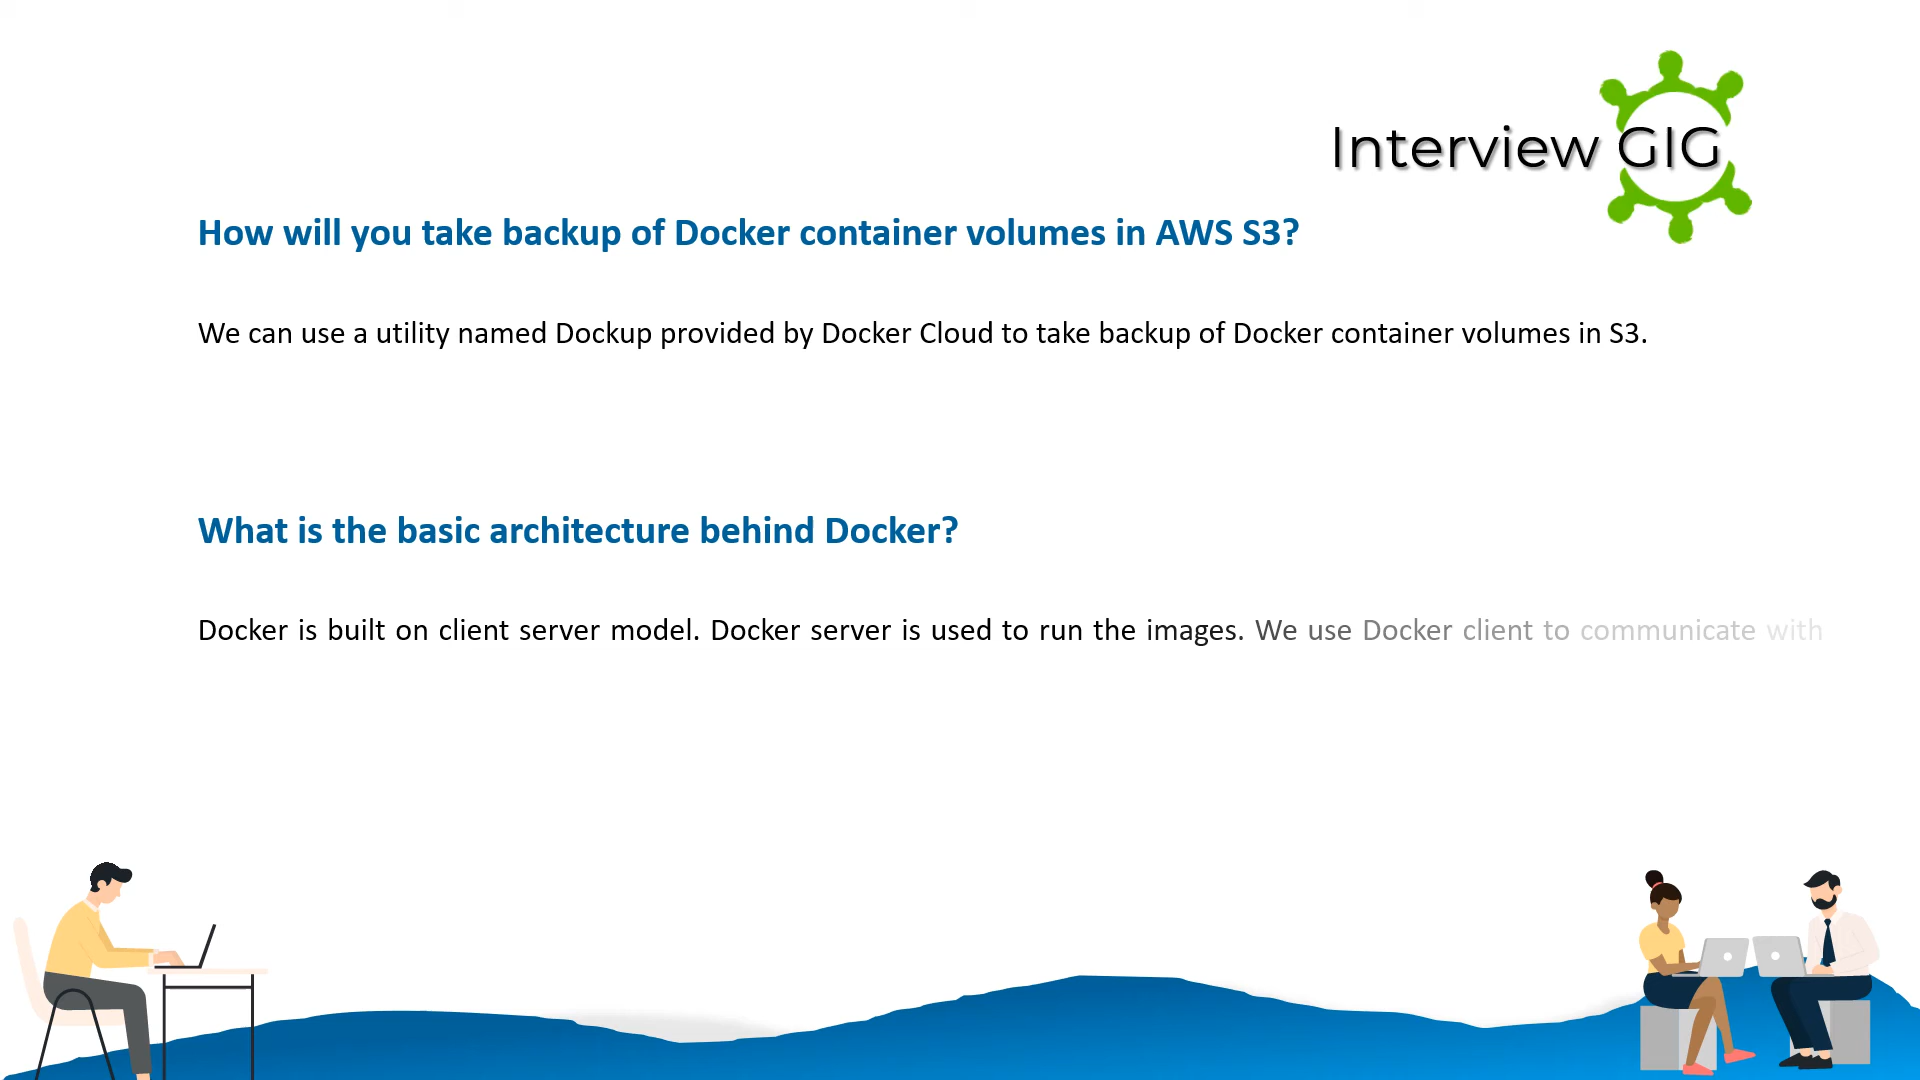 Interview GIG
How will you take backup of Docker container volumes in AWS S3?
We can use a utility named Dockup provided by Docker Cloud to take backup of Docker container volumes in S3.
What is the basic architecture behind Docker?
Docker is built on client server model. Docker server is used to run the images. We use Docker client to communicate with